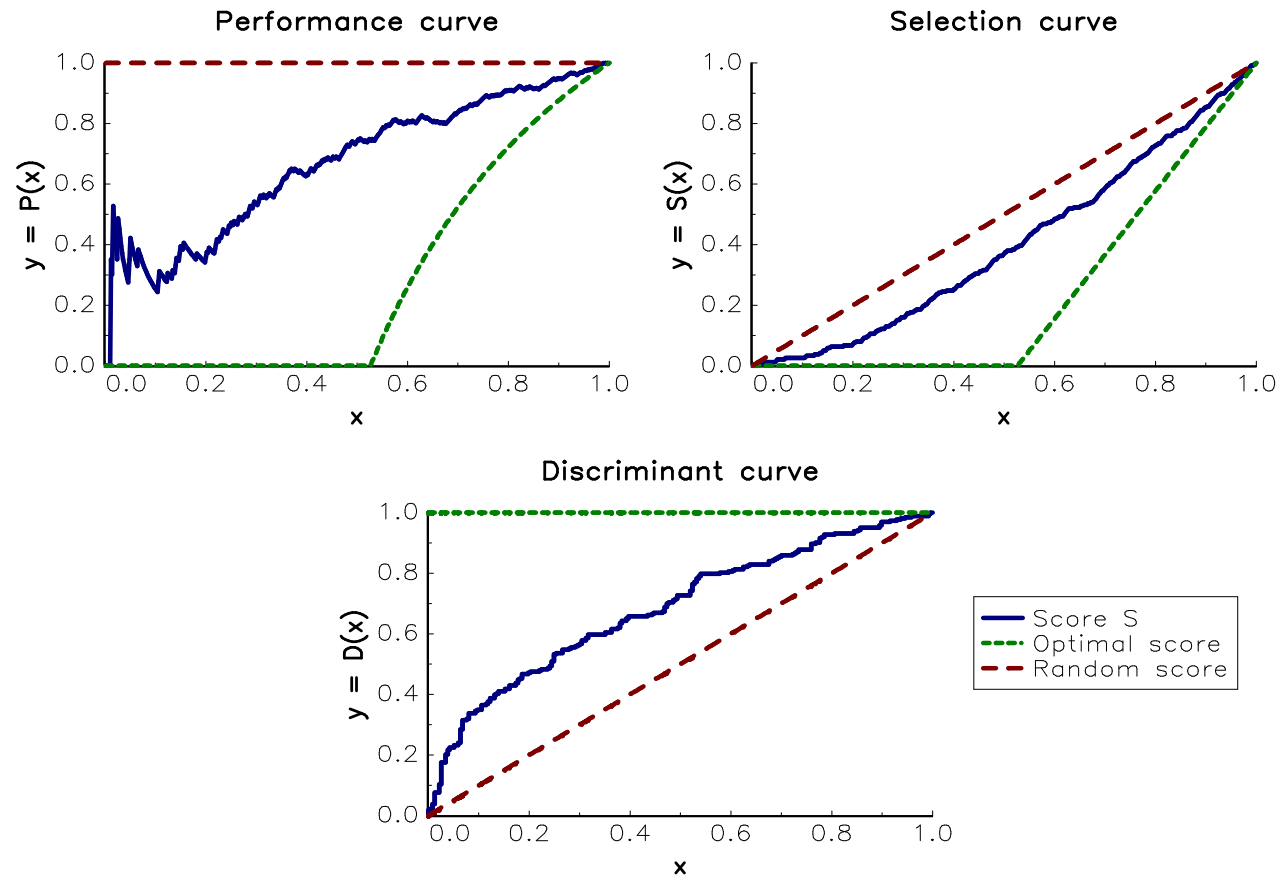 Performance curve
1.0
0.8
0.6
0.4
0.2
0.0
y = P(x)
0.0 0.2 0.4 0.6 0.8 1.0
x
Selection curve
1.0
0.8
0.6
0.4
0.2
0.0
y = S(x)
0.0 0.2 0.4 0.6 0.8 1.0
x
Discriminant curve
1.0
0.8
0.6
0.4
0.2
0.0
y = D(x)
0.0 0.2 0.4 0.6 0.8 1.0
x
Score S
Optimal score
Random score